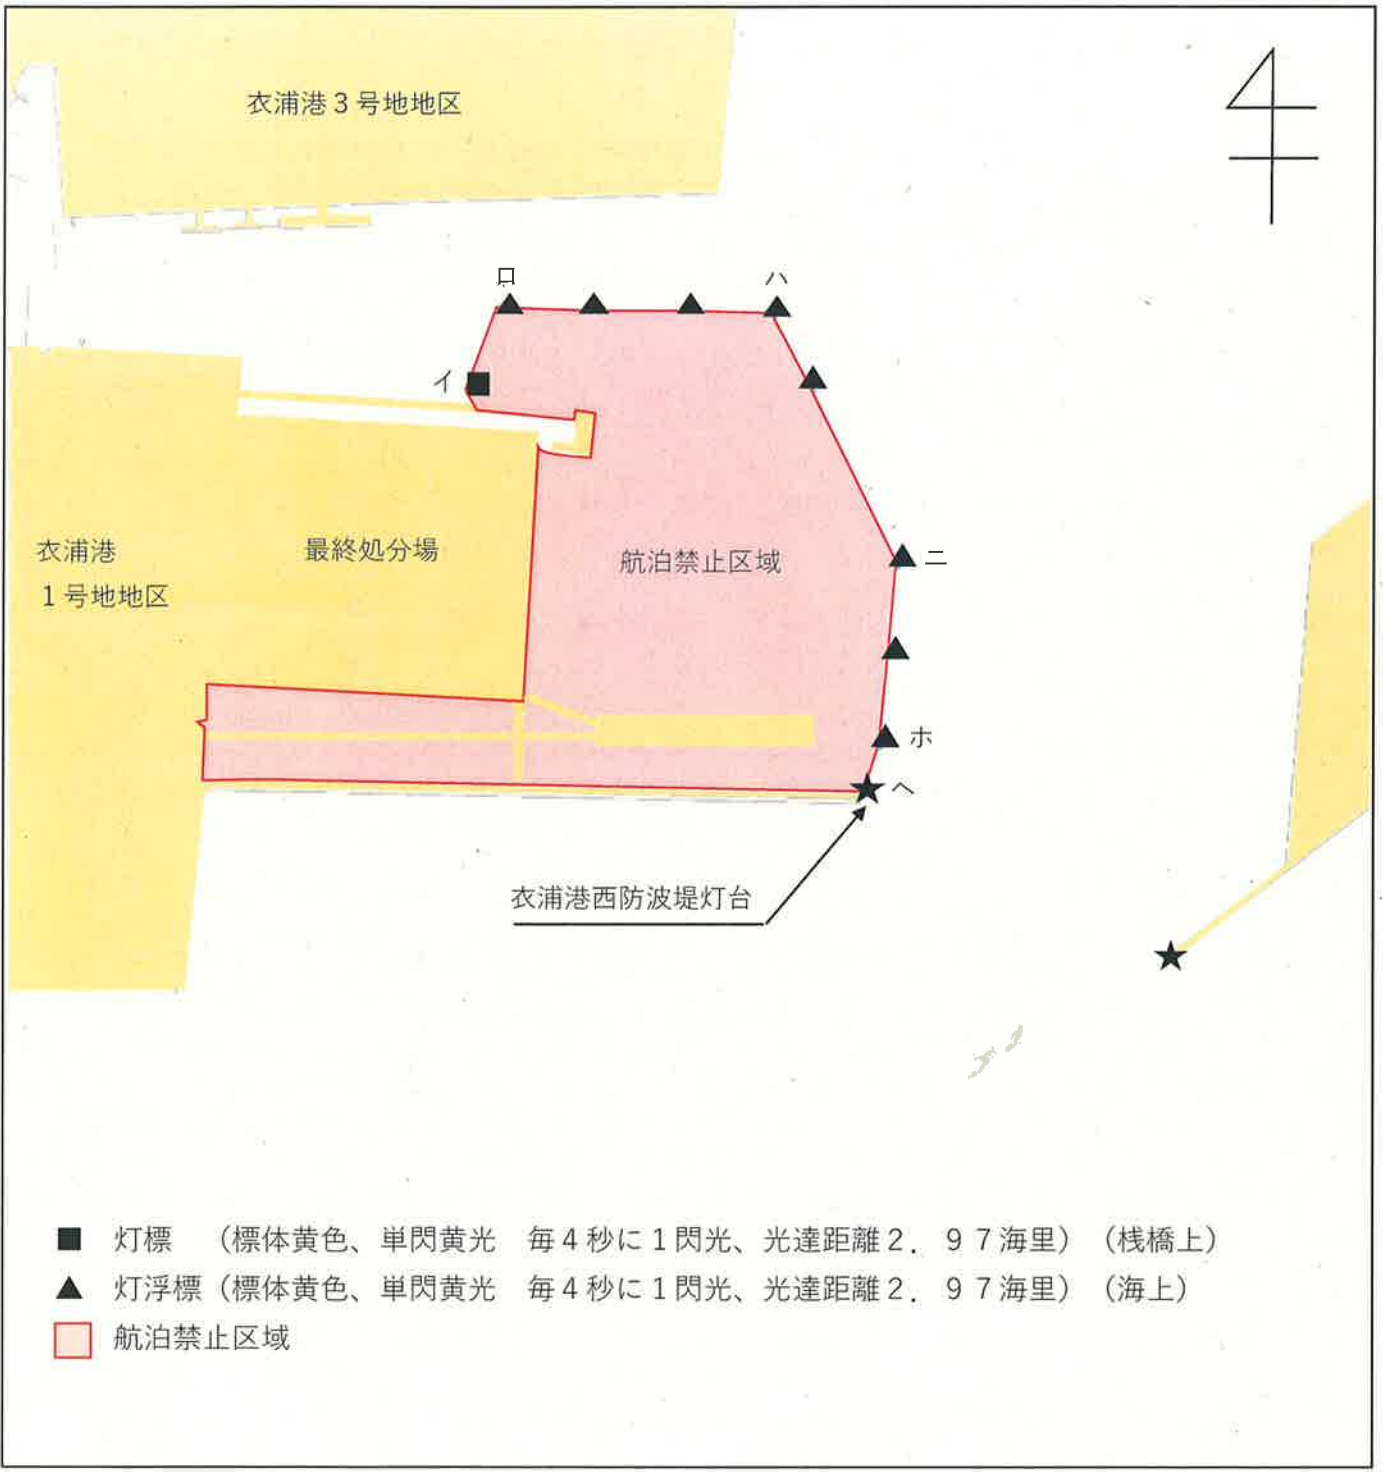 衣浦港３号地地区
ロ
ハ
イ
衣浦港
１号地地区
最終処分場
航泊禁止区域
ニ
ホ
ヘ
衣浦港西防波堤灯台
灯標　（標体黄色、単閃黄光　毎４秒に１閃光、光達距離２．９７海里）（桟橋上）
灯浮標（標体黄色、単閃黄光　毎４秒に１閃光、光達距離２．９７海里）（海上）
航泊禁止区域